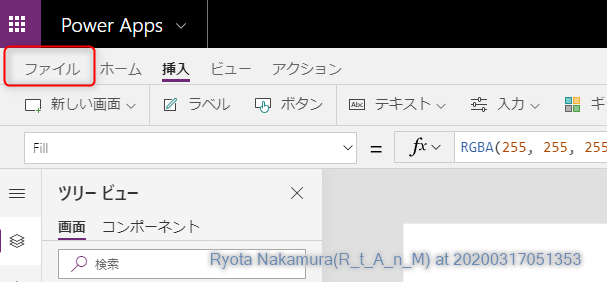 Power Apps
ファイル ホーム 挿入 ビュー アクション
新しい画面 ラベル ボタン Abc テキスト 入力 ギ
Fill = fx RGBA(255, 255, 255
ツリー ビュー
画面 コンポーネント
検索
Ryota Nakamura(R_t_A_n_M) at 20200317051353